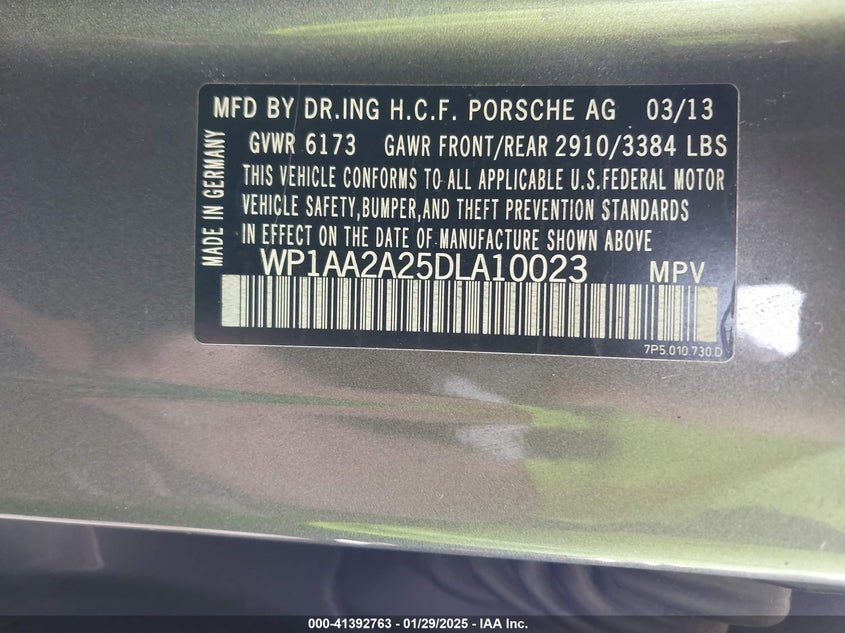 MFD BY DR.ING H.C.F. PORSCHE AG 03/13
GVWR 6173 GAWR FRONT/REAR 2910/3384 LBS
THIS VEHICLE CONFORMS TO ALL APPLICABLE U.S.FEDERAL MOTOR
VEHICLE SAFETY,BUMPER,AND THEFT PREVENTION STANDARDS
IN EFFECT ON THE DATE OF MANUFACTURE SHOWN ABOVE
MADE IN GERMANY
WP1AA2A25DLA10023 MPV
7P5.010.730.D
000-41392763 - 01/29/2025 - IAA Inc.